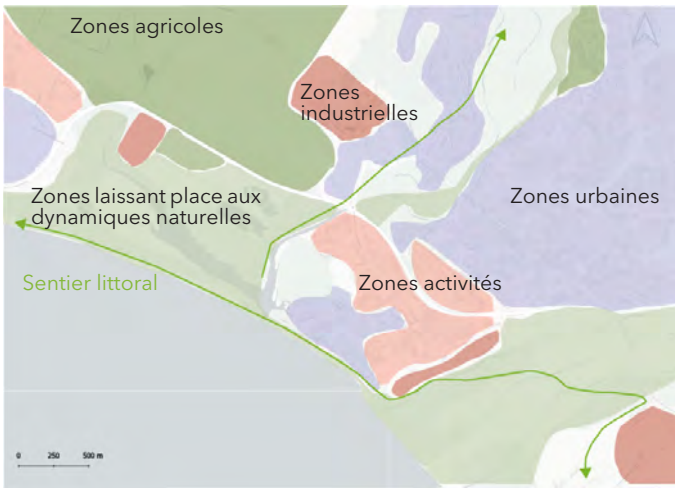 Zones agricoles
Zones
industrielles
Zones laissant place aux
dynamiques naturelles
Zones urbaines
Sentier littoral
Zones activités
0 250 500 m